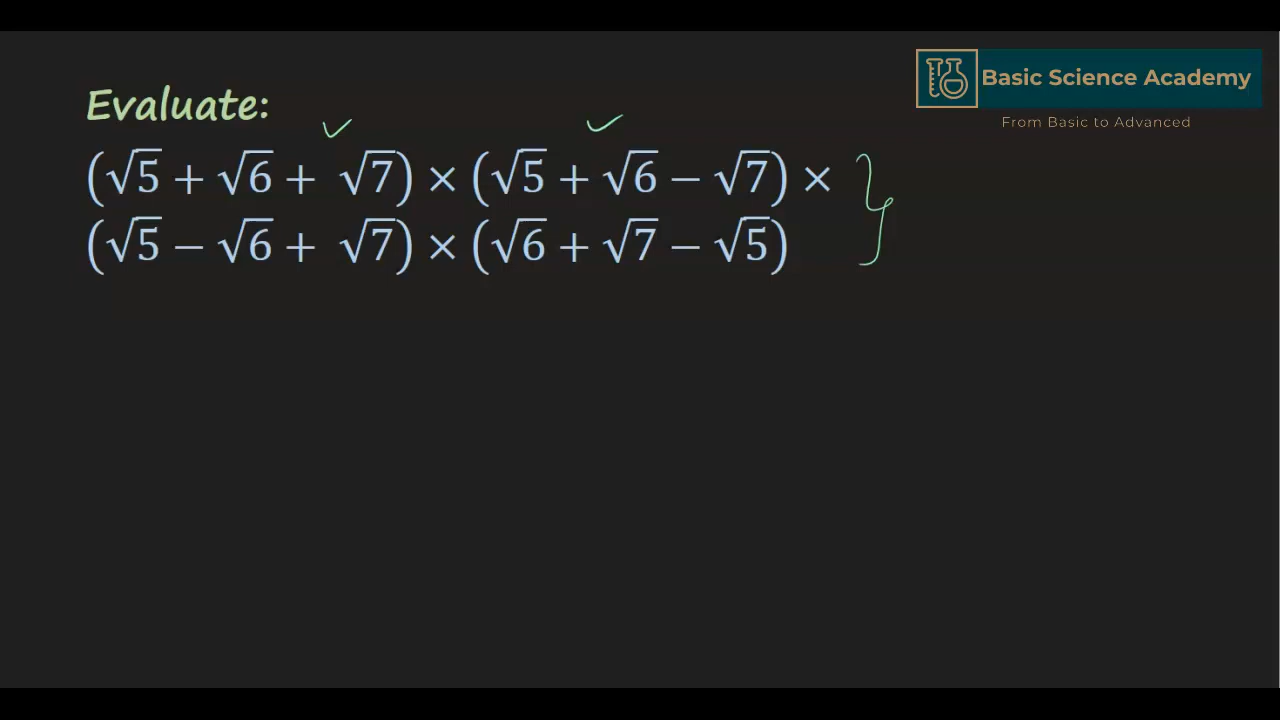 Basic Science Academy
From Basic to Advanced
Evaluate:
(√5 + √6 + √7) × (√5 + √6 − √7) ×
(√5 − √6 + √7) × (√6 + √7 − √5)